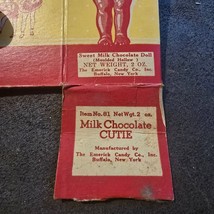 Sweet Milk Chocolate Doll
(Moulded Hollow)
NET WEIGHT, 2 OZ.
The Emerick Candy Co., Inc.
Buffalo, New York
Item No. 01 Net Wgt. 2 oz.
Milk Chocolate
CUTIE
Manufactured by
The Emerick Candy Co., Inc.
Buffalo, New York